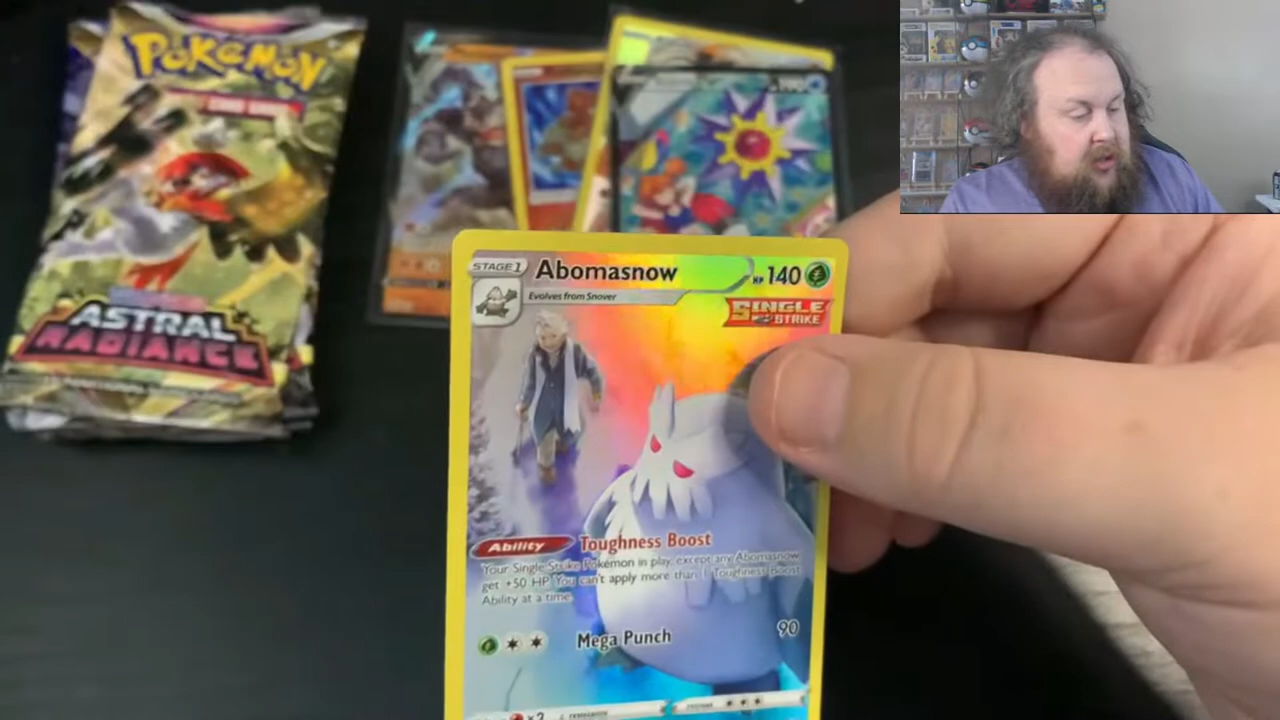 POKÉMON
ASTRAL
RADIANCE
STAGE 1
Abomasnow
HP 140
Evolves from Snover
SINGLE
STRIKE
Ability
Toughness Boost
Your Single Strike Pokémon in play, except any Abomasnow,
get +50 HP. You can't apply more than 1 Toughness Boost
Ability at a time.
Mega Punch
90
×2